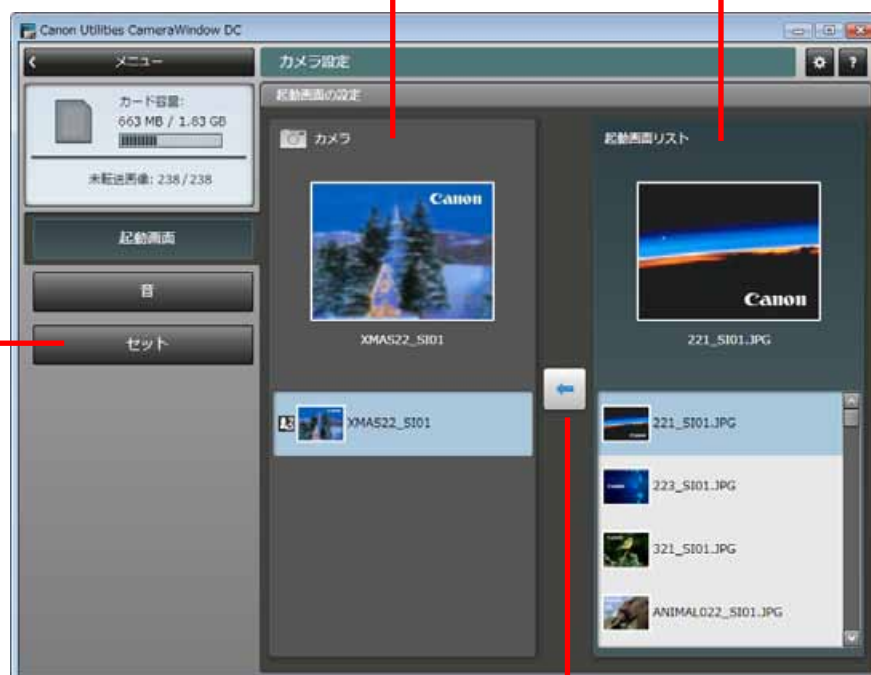 Canon Utilities CameraWindow DC
メニュー
カメラ設定
?
カード容量:
663 MB / 1.83 GB
未転送画像: 238/238
起動画面
音
セット
起動画面の設定
カメラ
Canon
XMAS22_SI01
XMAS22_SI01
起動画面リスト
Canon
221_SI01.JPG
221_SI01.JPG
223_SI01.JPG
321_SI01.JPG
ANIMAL022_SI01.JPG